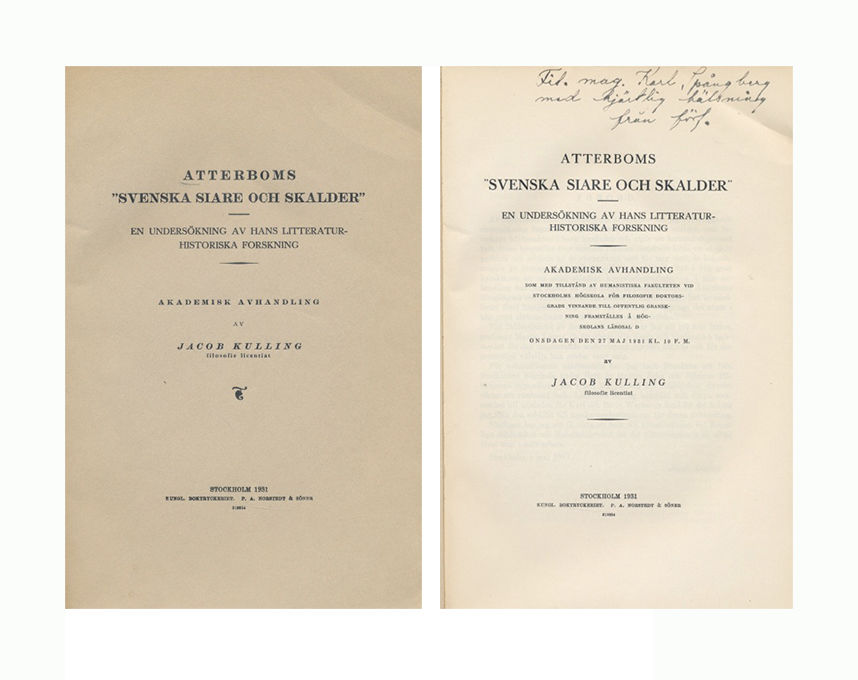 ATTERBOMS
"SVENSKA SIARE OCH SKALDER"
EN UNDERSÖKNING AV HANS LITTERATUR-
HISTORISKA FORSKNING
AKADEMISK AVHANDLING
AV
JACOB KULLING
filosofie licentiat
STOCKHOLM 1931
KUNGL. BOKTRYCKERIET. P. A. NORSTEDT & SÖNER
Fil. mag. Karl Spångberg
med hjärtlig hälsning
från förf.
ATTERBOMS
"SVENSKA SIARE OCH SKALDER"
EN UNDERSÖKNING AV HANS LITTERATUR-
HISTORISKA FORSKNING
AKADEMISK AVHANDLING
SOM MED TILLSTÅND AV HUMANISTISKA FAKULTETEN VID
STOCKHOLMS HÖGSKOLA FÖR FILOSOFIE DOKTORS-
GRADS VINNANDE TILL OFFENTLIG GRANSK-
NING FRAMSTÄLLES Å HÖG-
SKOLANS LÄROSAL D
ONSDAGEN DEN 27 MAJ 1931 KL. 10 F. M.
AV
JACOB KULLING
filosofie licentiat
STOCKHOLM 1931
KUNGL. BOKTRYCKERIET. P. A. NORSTEDT & SÖNER